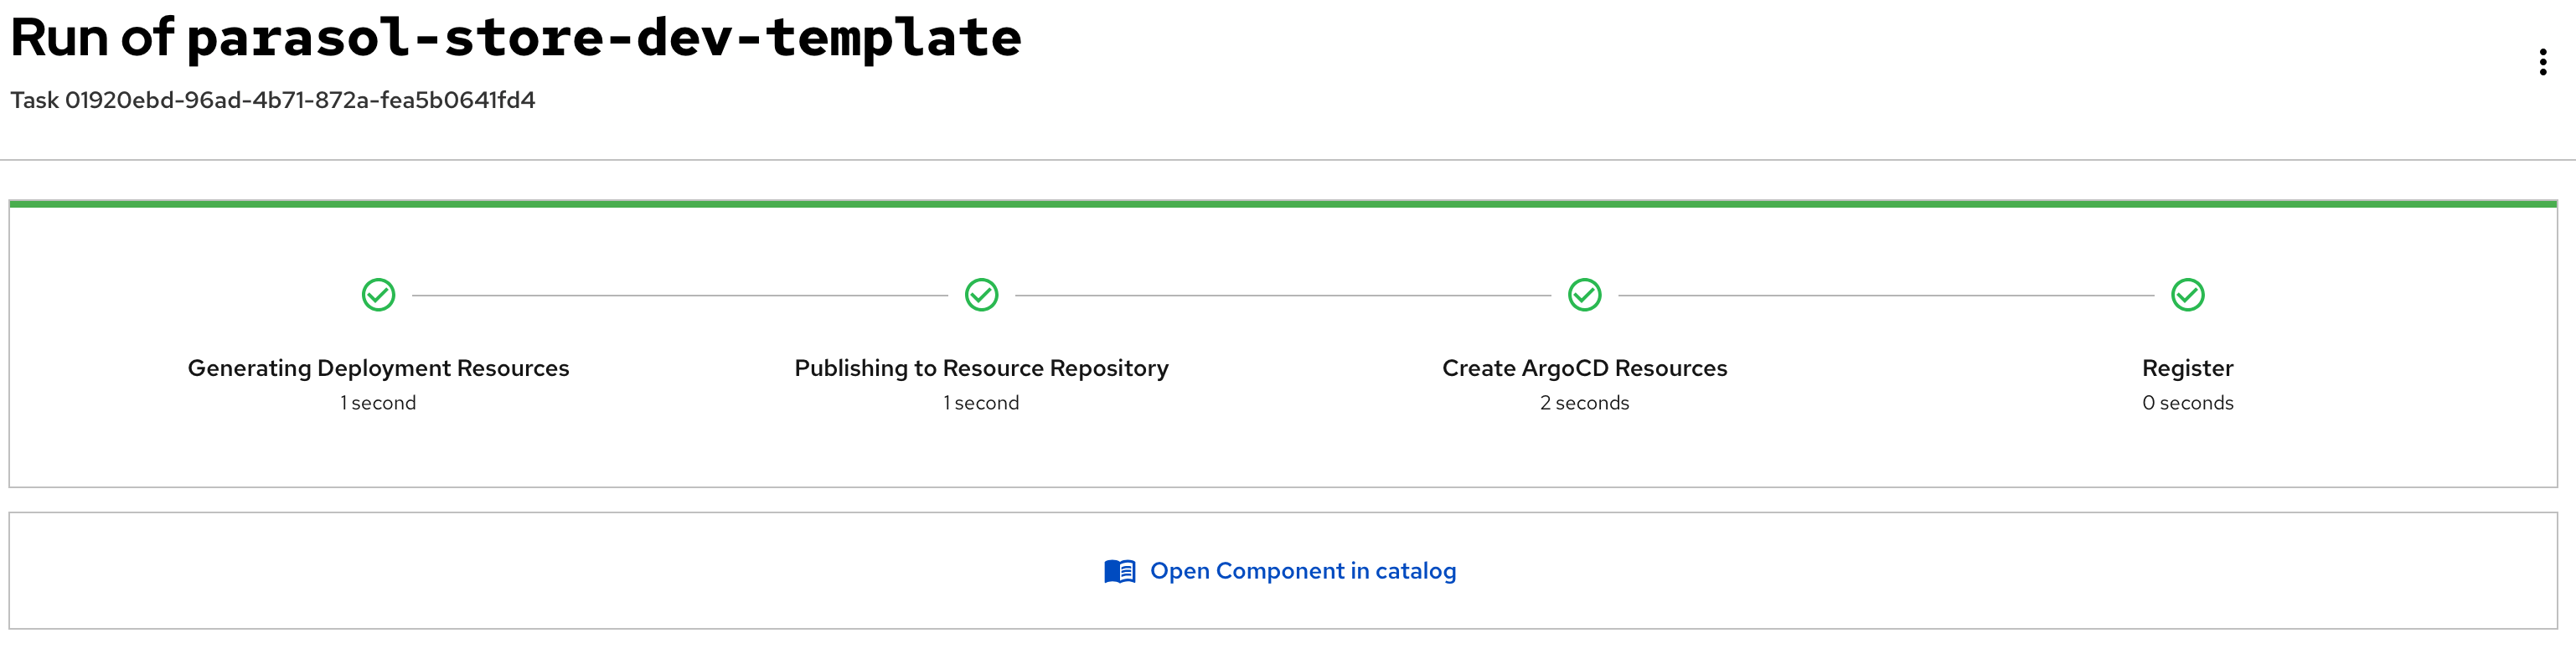 Run of parasol-store-dev-template
Task 01920ebd-96ad-4b71-872a-fea5b0641fd4
Generating Deployment Resources
1 second
Publishing to Resource Repository
1 second
Create ArgoCD Resources
2 seconds
Register
0 seconds
Open Component in catalog